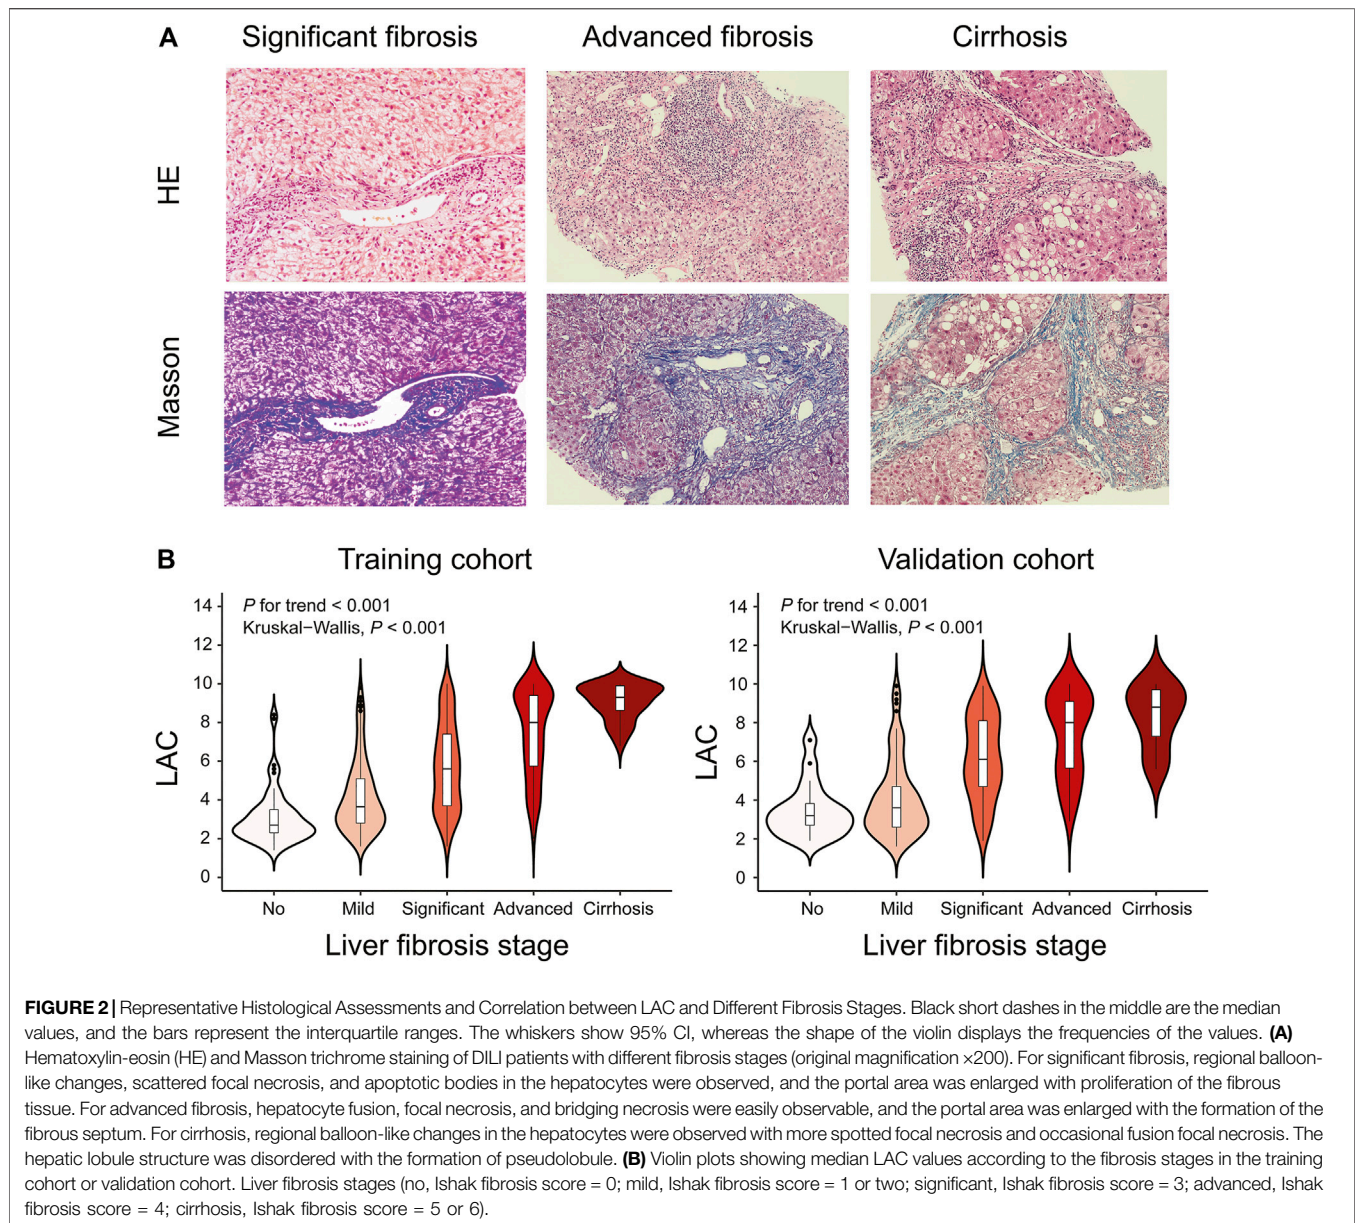 A
Significant fibrosis
Advanced fibrosis
Cirrhosis
HE
Masson
B
Training cohort
P for trend < 0.001
Kruskal−Wallis, P < 0.001
14
12
10
8
6
4
2
0
LAC
No
Mild
Significant
Advanced
Cirrhosis
Liver fibrosis stage
Validation cohort
P for trend < 0.001
Kruskal−Wallis, P < 0.001
14
12
10
8
6
4
2
0
LAC
No
Mild
Significant
Advanced
Cirrhosis
Liver fibrosis stage
FIGURE 2 | Representative Histological Assessments and Correlation between LAC and Different Fibrosis Stages. Black short dashes in the middle are the median
values, and the bars represent the interquartile ranges. The whiskers show 95% CI, whereas the shape of the violin displays the frequencies of the values. (A)
Hematoxylin-eosin (HE) and Masson trichrome staining of DILI patients with different fibrosis stages (original magnification ×200). For significant fibrosis, regional balloon-
like changes, scattered focal necrosis, and apoptotic bodies in the hepatocytes were observed, and the portal area was enlarged with proliferation of the fibrous
tissue. For advanced fibrosis, hepatocyte fusion, focal necrosis, and bridging necrosis were easily observable, and the portal area was enlarged with the formation of the
fibrous septum. For cirrhosis, regional balloon-like changes in the hepatocytes were observed with more spotted focal necrosis and occasional fusion focal necrosis. The
hepatic lobule structure was disordered with the formation of pseudolobule. (B) Violin plots showing median LAC values according to the fibrosis stages in the training
cohort or validation cohort. Liver fibrosis stages (no, Ishak fibrosis score = 0; mild, Ishak fibrosis score = 1 or two; significant, Ishak fibrosis score = 3; advanced, Ishak
fibrosis score = 4; cirrhosis, Ishak fibrosis score = 5 or 6).